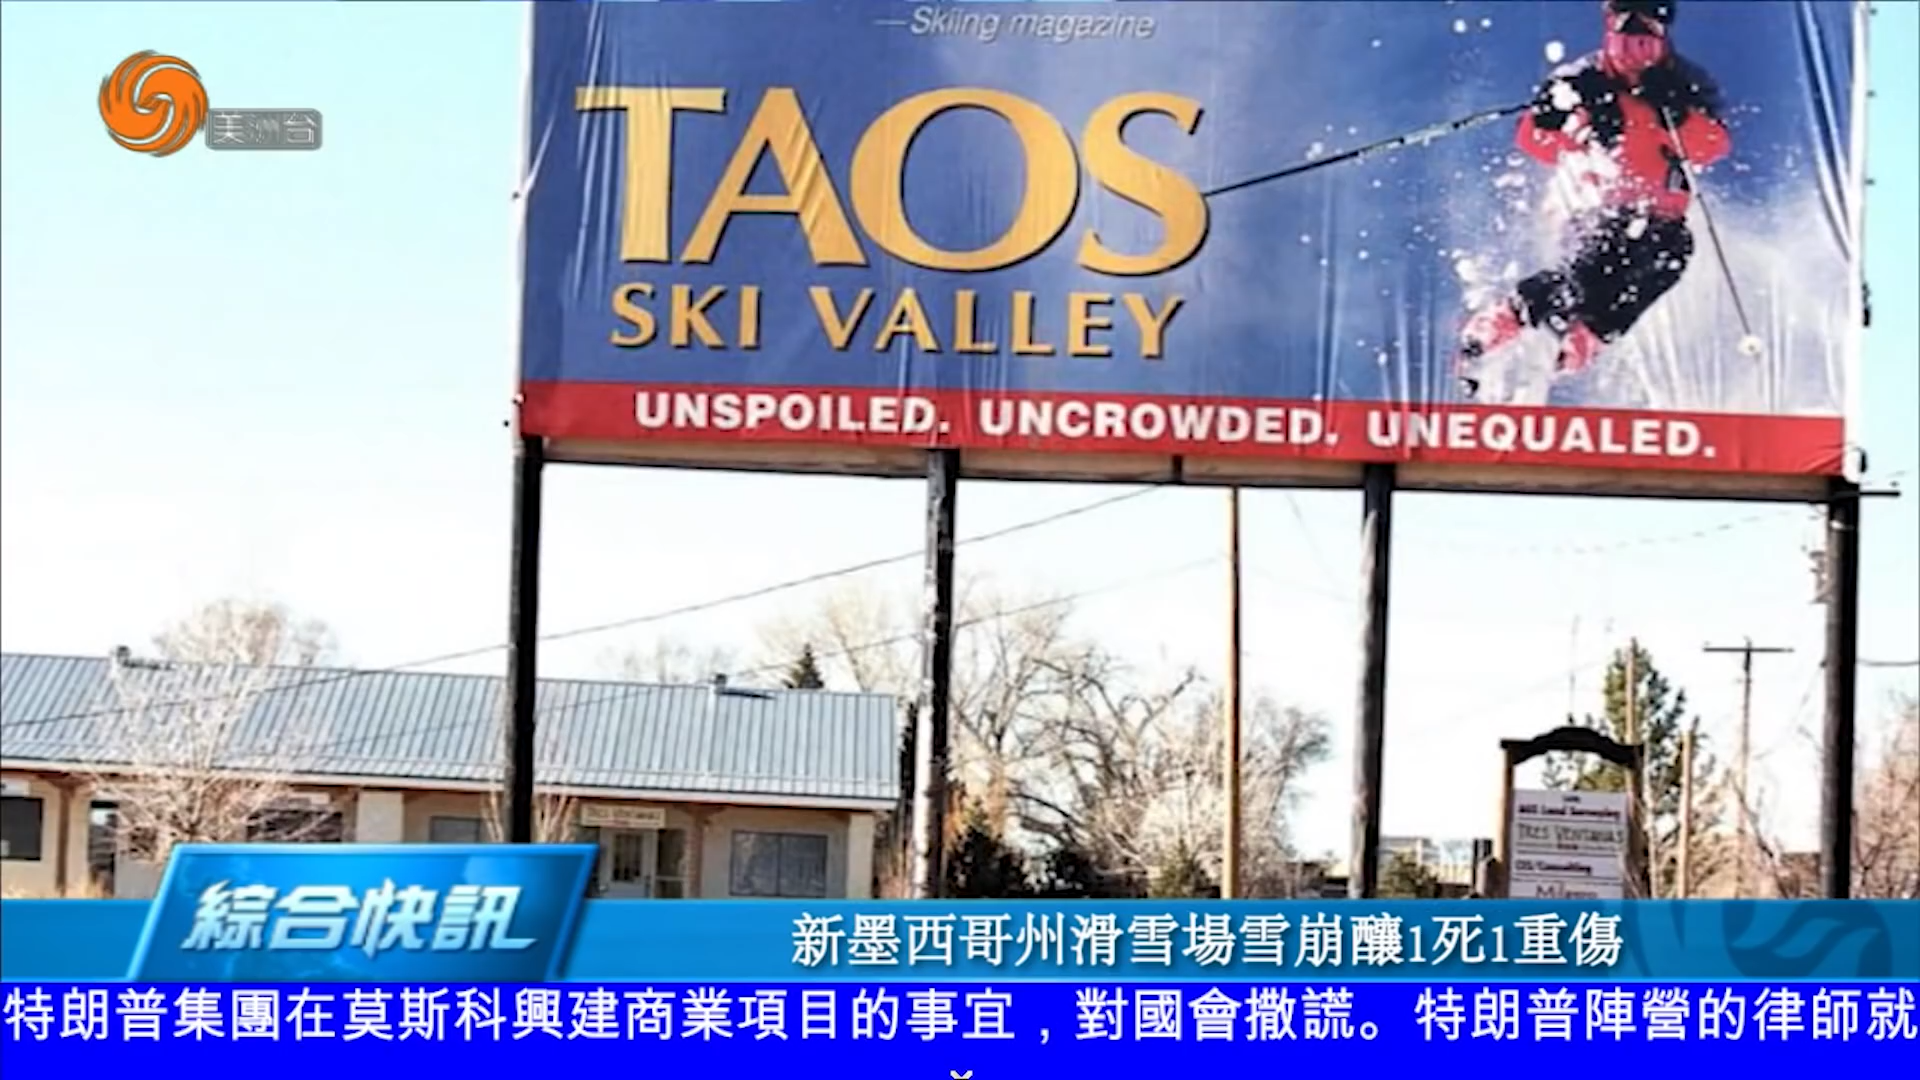 —Skiing magazine
美洲台
TAOS
SKI VALLEY
UNSPOILED. UNCROWDED. UNEQUALED.
TRES VENTANAS
綜合快訊
新墨西哥州滑雪場雪崩釀1死1重傷
特朗普集團在莫斯科興建商業項目的事宜，對國會撒謊。特朗普陣營的律師就